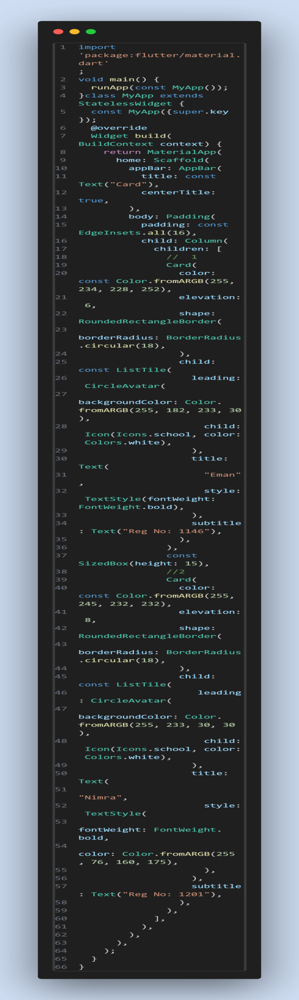 1 import
'package:flutter/material.
dart'
;
2 void main() {
3   runApp(const MyApp());
4 }class MyApp extends
StatelessWidget {
5   const MyApp({super.key
});
6   @override
7   Widget build(
BuildContext context) {
8     return MaterialApp(
9       home: Scaffold(
10         appBar: AppBar(
11           title: const
Text("Card"),
12           centerTitle:
true,
13         ),
14         body: Padding(
15           padding: const
EdgeInsets.all(16),
16           child: Column(
17             children: [
18               //  1
19               Card(
20                 color:
const Color.fromARGB(255,
234, 228, 252),
21                 elevation:
6,
22                 shape:
RoundedRectangleBorder(
23
borderRadius: BorderRadius
.circular(18),
24                 ),
25                 child:
const ListTile(
26                   leading:
CircleAvatar(
27
backgroundColor: Color.
fromARGB(255, 182, 233, 30
),
28                     child:
Icon(Icons.school, color:
Colors.white),
29                   ),
30                   title:
Text(
31                     "Eman"
,
32                     style:
TextStyle(fontWeight:
FontWeight.bold),
33                   ),
34                   subtitle
: Text("Reg No: 1146"),
35                 ),
36               ),
37               const
SizedBox(height: 15),
38               //2
39               Card(
40                 color:
const Color.fromARGB(255,
245, 232, 232),
41                 elevation:
8,
42                 shape:
RoundedRectangleBorder(
43
borderRadius: BorderRadius
.circular(18),
44                 ),
45                 child:
const ListTile(
46                    leading
: CircleAvatar(
47
backgroundColor: Color.
fromARGB(255, 233, 30, 30
),
48                     child:
Icon(Icons.school, color:
Colors.white),
49                   ),
50                   title:
Text(
51
"Nimra",
52                     style:
TextStyle(
53
fontWeight: FontWeight.
bold,
54
color: Color.fromARGB(255
, 76, 160, 175),
55                     ),
56                   ),
57                   subtitle
: Text("Reg No: 1201"),
58                 ),
59               ),
60             ],
61           ),
62         ),
63       ),
64     );
65   }
66 }